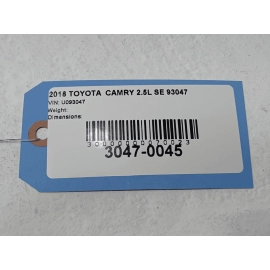 2018 TOYOTA CAMRY 2.5L SE 93047
VIN: U093047
Weight:
Dimensions:
3047-0045